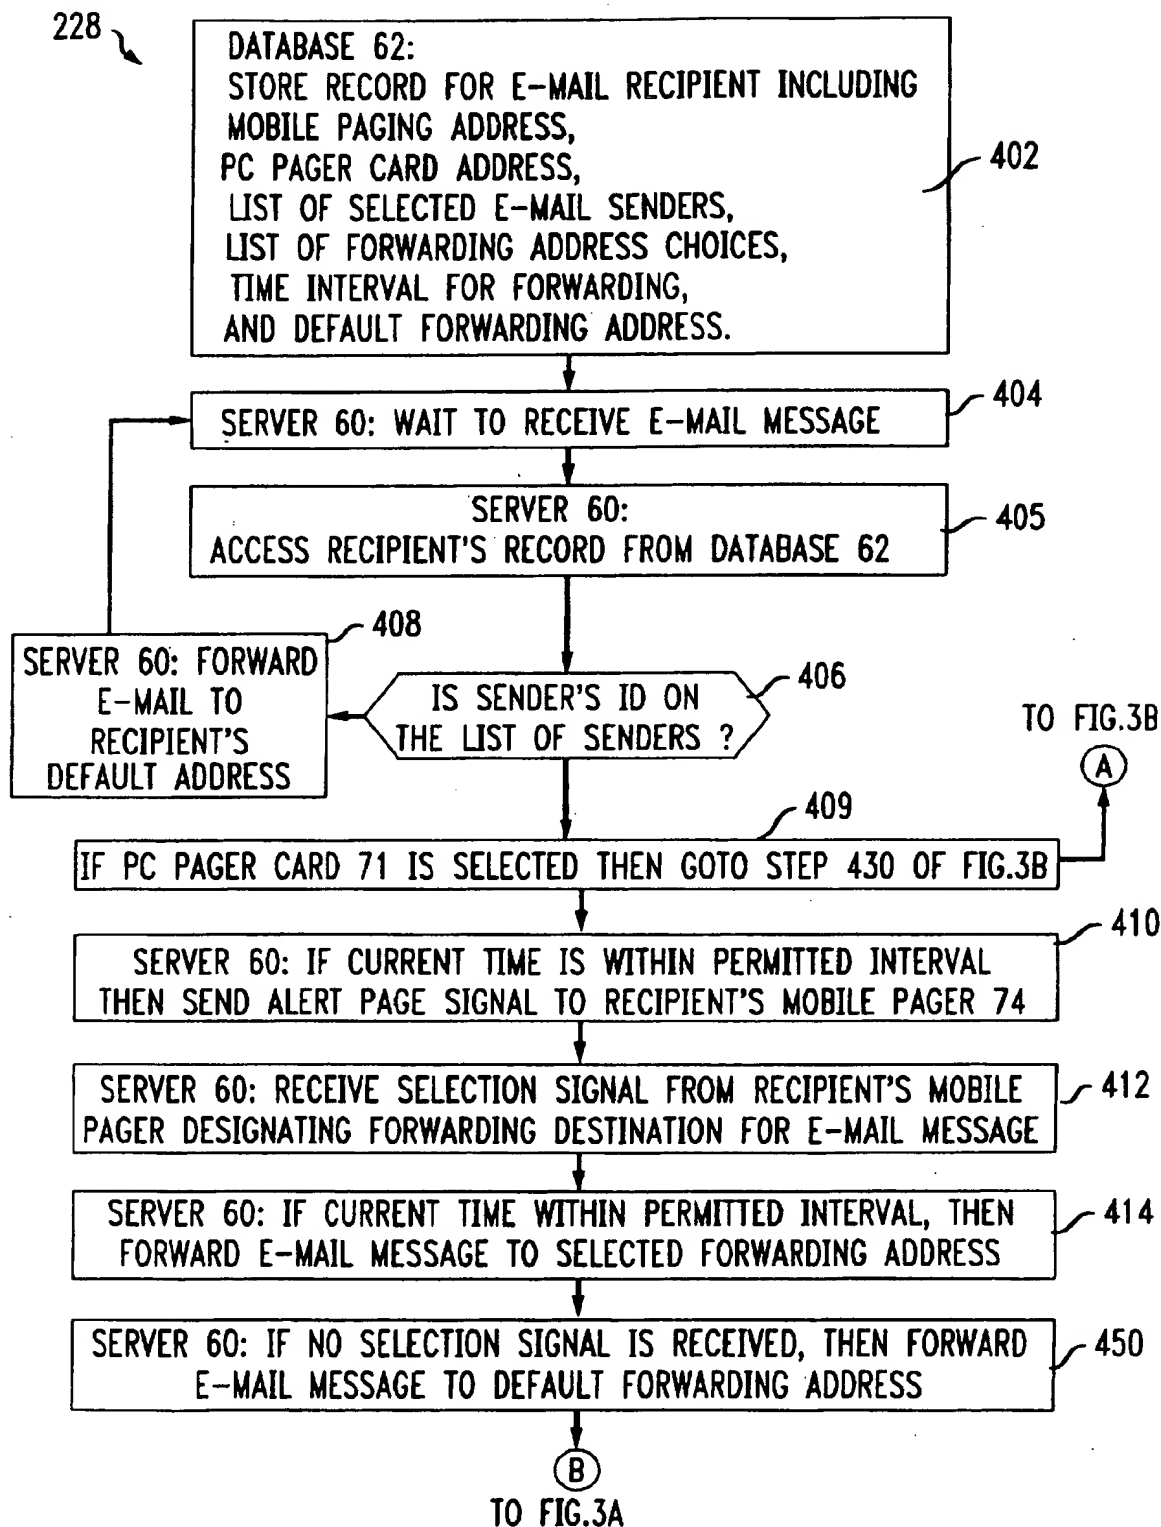 228
DATABASE 62:
STORE RECORD FOR E-MAIL RECIPIENT INCLUDING
MOBILE PAGING ADDRESS,
PC PAGER CARD ADDRESS,
LIST OF SELECTED E-MAIL SENDERS,
LIST OF FORWARDING ADDRESS CHOICES,
TIME INTERVAL FOR FORWARDING,
AND DEFAULT FORWARDING ADDRESS.
402
SERVER 60: WAIT TO RECEIVE E-MAIL MESSAGE
404
SERVER 60:
ACCESS RECIPIENT'S RECORD FROM DATABASE 62
405
408
SERVER 60: FORWARD
E-MAIL TO
RECIPIENT'S
DEFAULT ADDRESS
IS SENDER'S ID ON
THE LIST OF SENDERS ?
406
TO FIG.3B
A
409
IF PC PAGER CARD 71 IS SELECTED THEN GOTO STEP 430 OF FIG.3B
410
SERVER 60: IF CURRENT TIME IS WITHIN PERMITTED INTERVAL
THEN SEND ALERT PAGE SIGNAL TO RECIPIENT'S MOBILE PAGER 74
SERVER 60: RECEIVE SELECTION SIGNAL FROM RECIPIENT'S MOBILE
PAGER DESIGNATING FORWARDING DESTINATION FOR E-MAIL MESSAGE
412
SERVER 60: IF CURRENT TIME WITHIN PERMITTED INTERVAL, THEN
FORWARD E-MAIL MESSAGE TO SELECTED FORWARDING ADDRESS
414
SERVER 60: IF NO SELECTION SIGNAL IS RECEIVED, THEN FORWARD
E-MAIL MESSAGE TO DEFAULT FORWARDING ADDRESS
450
B
TO FIG.3A